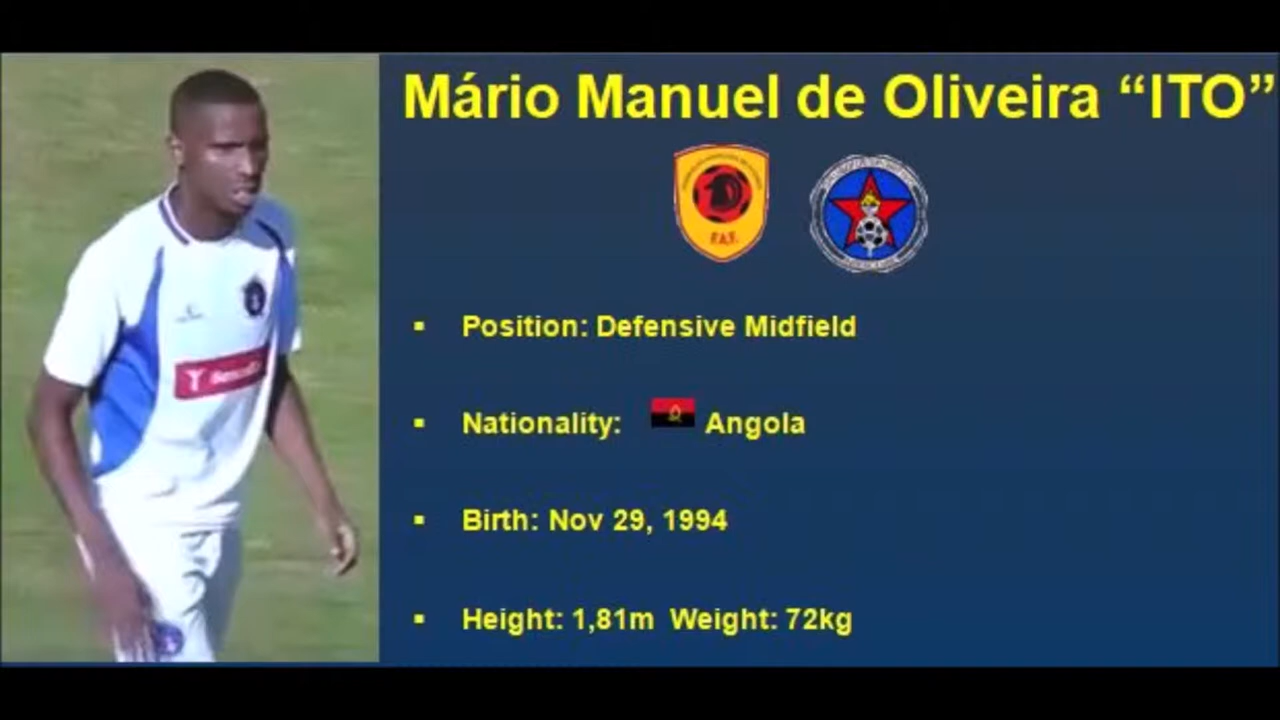 Mário Manuel de Oliveira “ITO”
F.A.F.
▪ Position: Defensive Midfield
▪ Nationality: Angola
▪ Birth: Nov 29, 1994
▪ Height: 1,81m Weight: 72kg